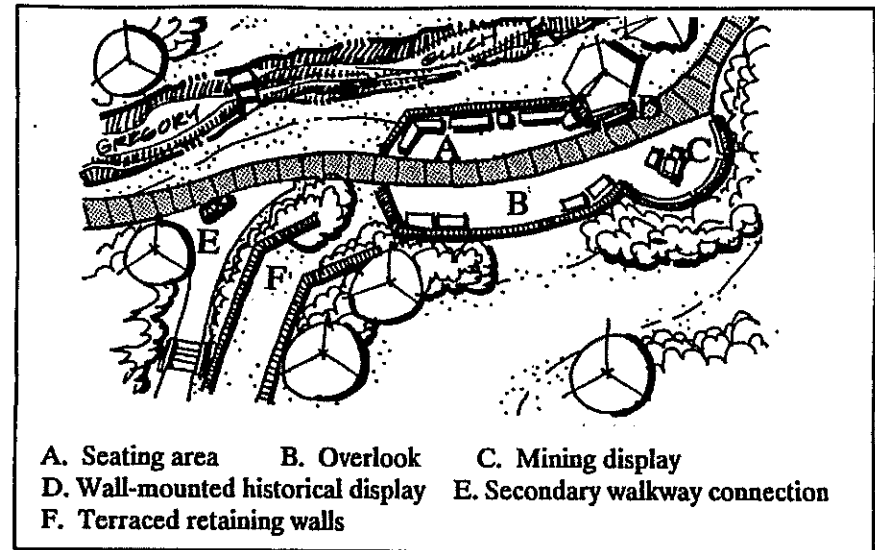 GULCH
GREGORY
D
A
C
B
E
F
A. Seating area B. Overlook C. Mining display
D. Wall-mounted historical display E. Secondary walkway connection
F. Terraced retaining walls